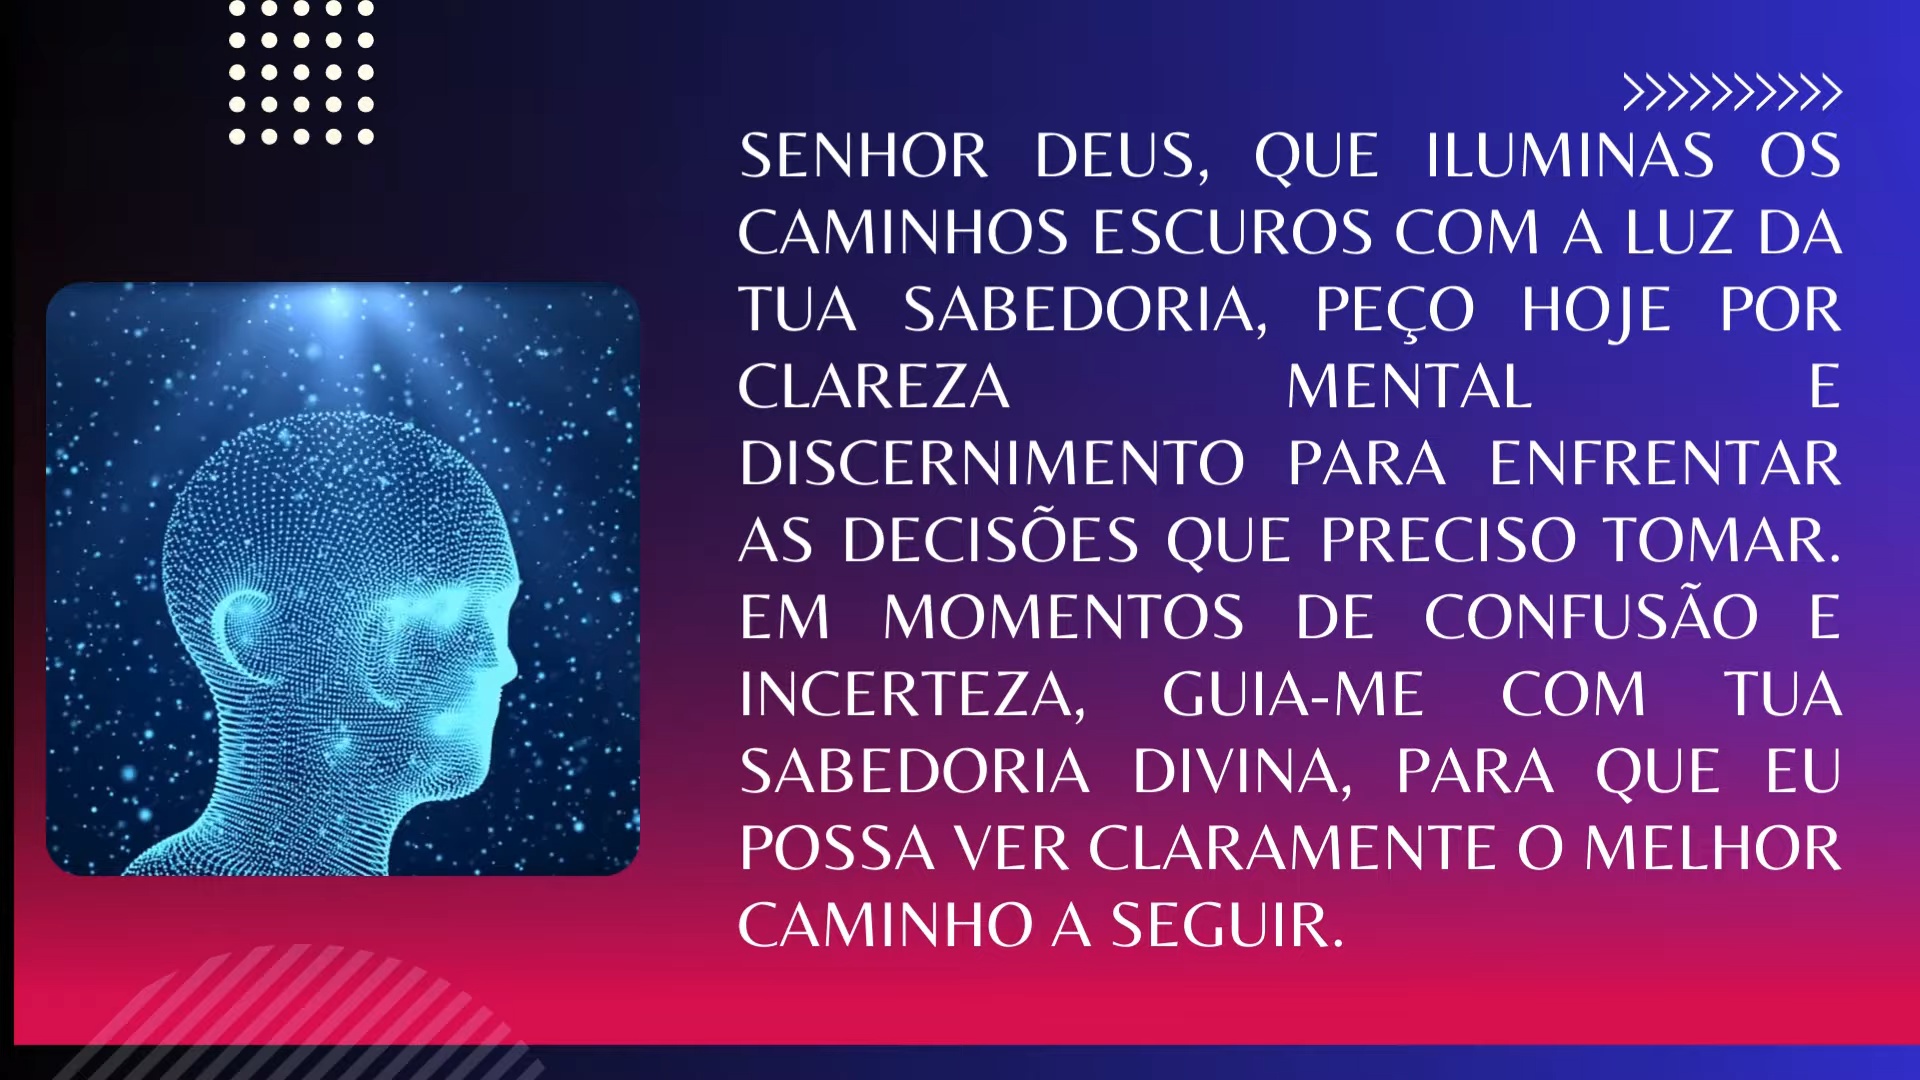 SENHOR DEUS, QUE ILUMINAS OS
CAMINHOS ESCUROS COM A LUZ DA
TUA SABEDORIA, PEÇO HOJE POR
CLAREZA MENTAL E
DISCERNIMENTO PARA ENFRENTAR
AS DECISÕES QUE PRECISO TOMAR.
EM MOMENTOS DE CONFUSÃO E
INCERTEZA, GUIA-ME COM TUA
SABEDORIA DIVINA, PARA QUE EU
POSSA VER CLARAMENTE O MELHOR
CAMINHO A SEGUIR.